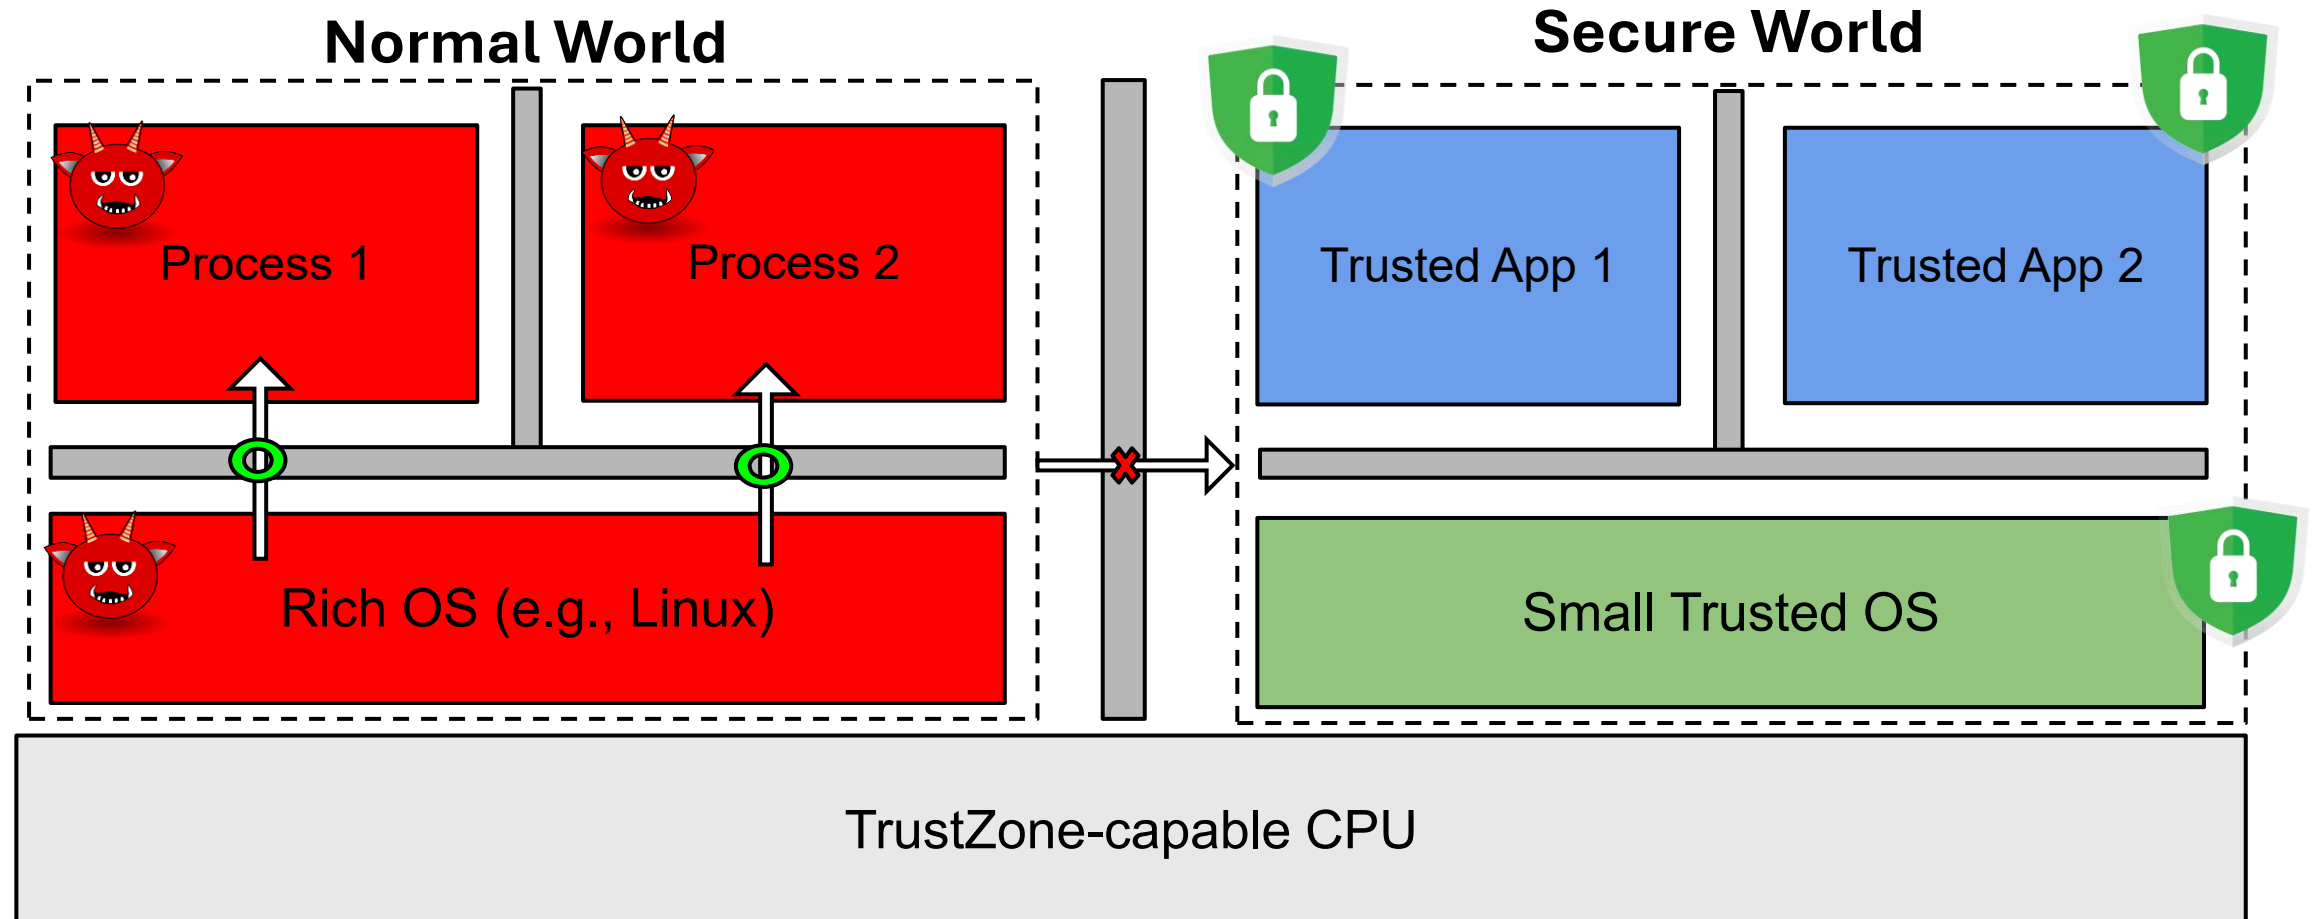 Normal World
Secure World
Process 1
Process 2
Trusted App 1
Trusted App 2
Rich OS (e.g., Linux)
Small Trusted OS
TrustZone-capable CPU